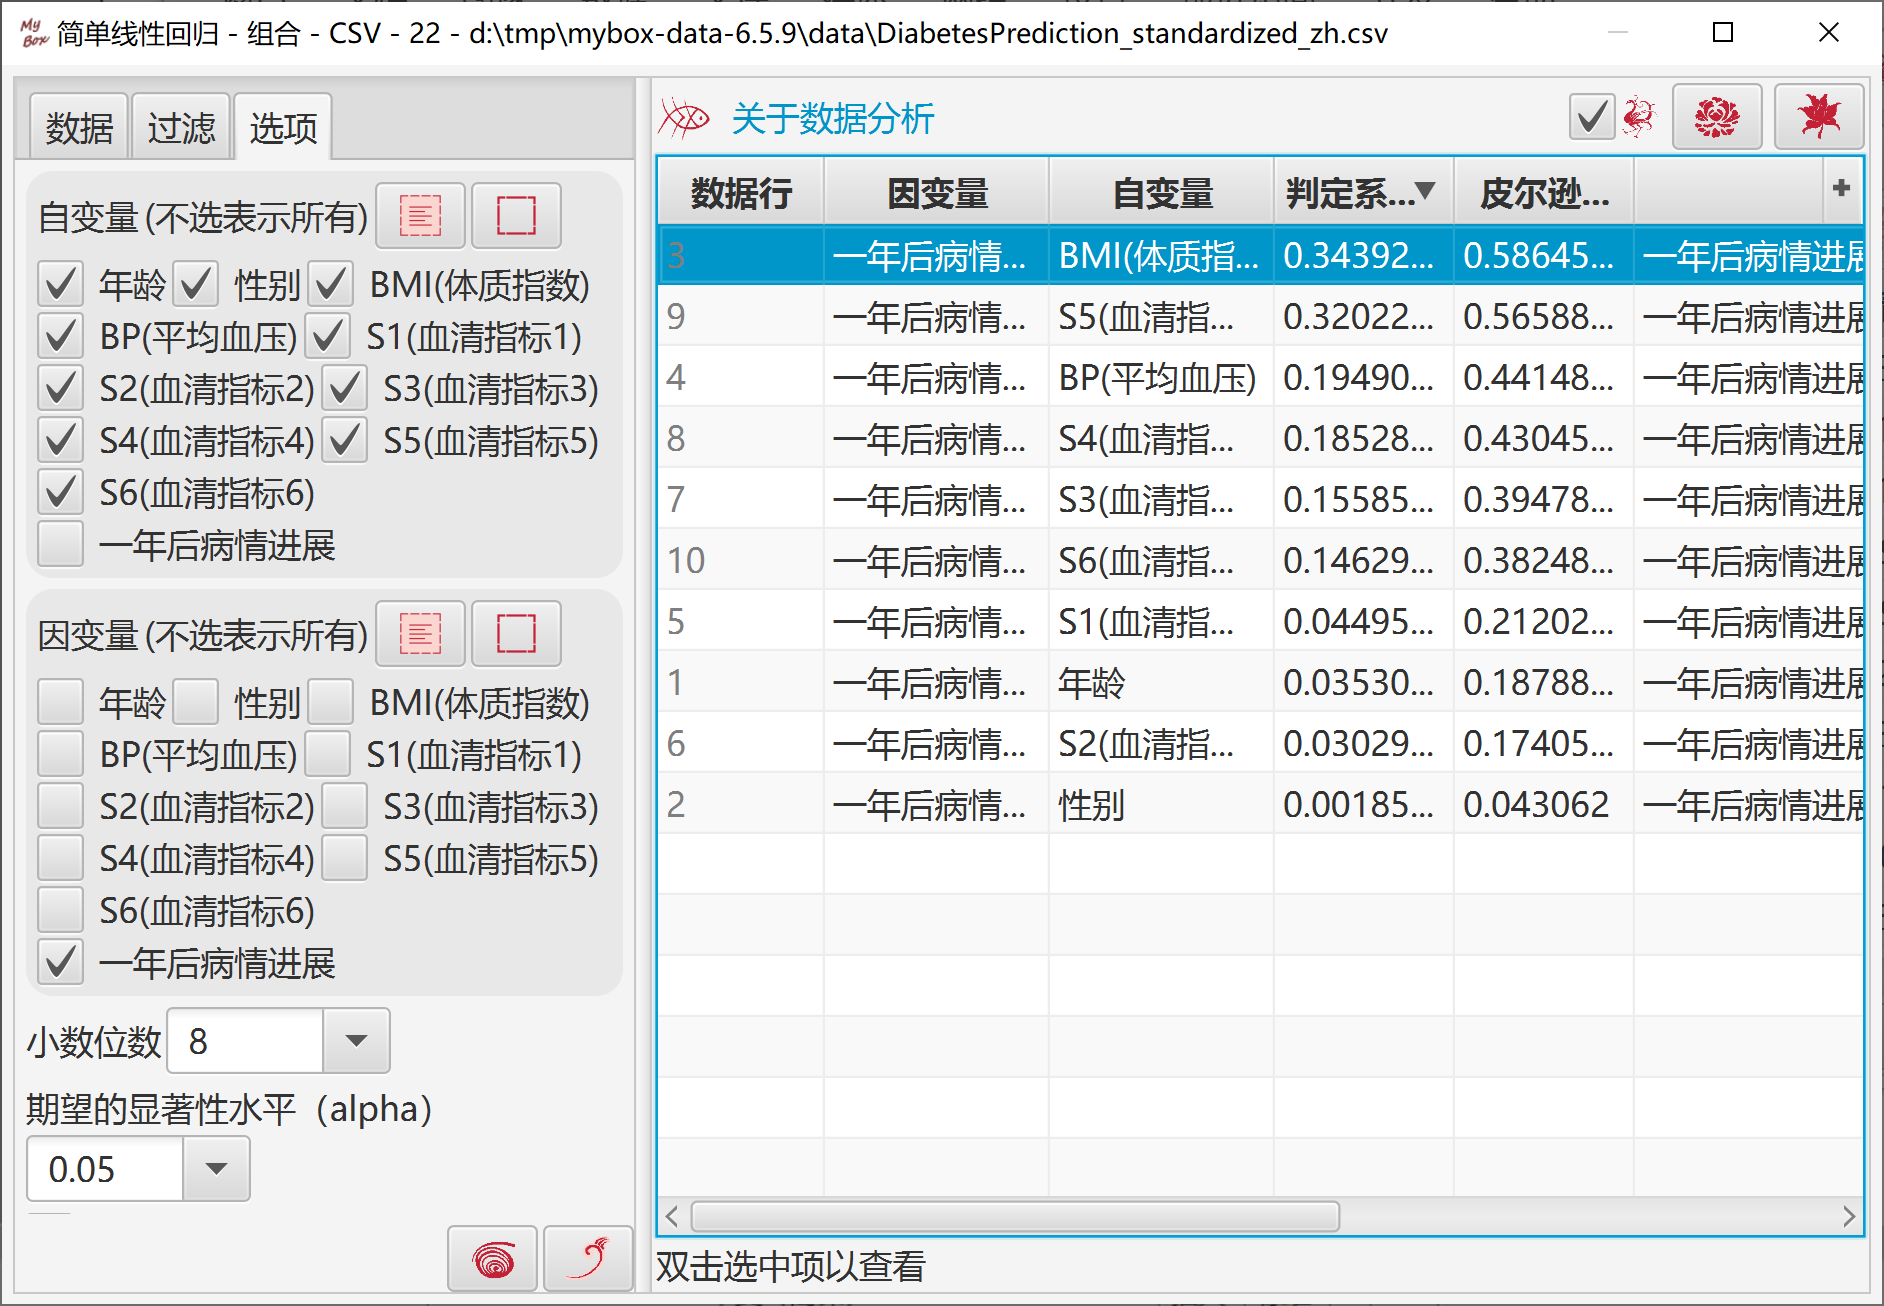 My Box 简单线性回归 - 组合 - CSV - 22 - d:\tmp\mybox-data-6.5.9\data\DiabetesPrediction_standardized_zh.csv
数据 过滤 选项
自变量 (不选表示所有)
年龄 性别 BMI(体质指数)
BP(平均血压) S1(血清指标1)
S2(血清指标2) S3(血清指标3)
S4(血清指标4) S5(血清指标5)
S6(血清指标6)
一年后病情进展
因变量 (不选表示所有)
年龄 性别 BMI(体质指数)
BP(平均血压) S1(血清指标1)
S2(血清指标2) S3(血清指标3)
S4(血清指标4) S5(血清指标5)
S6(血清指标6)
一年后病情进展
小数位数 8
期望的显著性水平（alpha）
0.05
关于数据分析
数据行 因变量 自变量 判定系... 皮尔逊... +
3 一年后病情... BMI(体质指... 0.34392... 0.58645... 一年后病情进展
9 一年后病情... S5(血清指... 0.32022... 0.56588... 一年后病情进展
4 一年后病情... BP(平均血压) 0.19490... 0.44148... 一年后病情进展
8 一年后病情... S4(血清指... 0.18528... 0.43045... 一年后病情进展
7 一年后病情... S3(血清指... 0.15585... 0.39478... 一年后病情进展
10 一年后病情... S6(血清指... 0.14629... 0.38248... 一年后病情进展
5 一年后病情... S1(血清指... 0.04495... 0.21202... 一年后病情进展
1 一年后病情... 年龄 0.03530... 0.18788... 一年后病情进展
6 一年后病情... S2(血清指... 0.03029... 0.17405... 一年后病情进展
2 一年后病情... 性别 0.00185... 0.043062 一年后病情进展
双击选中项以查看